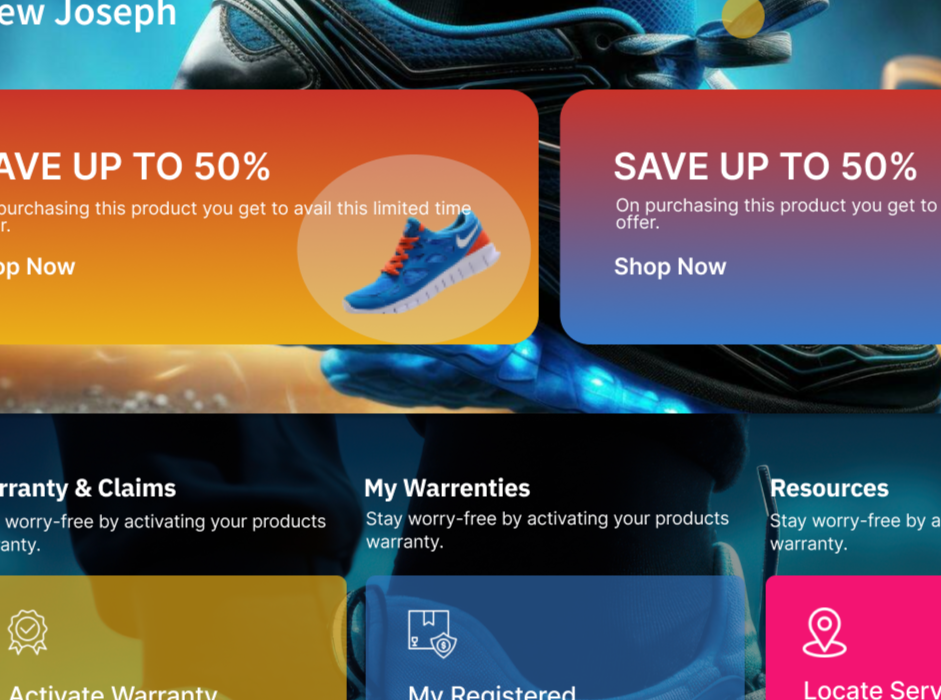 ew Joseph
AVE UP TO 50%
purchasing this product you get to avail this limited time
r.
op Now
SAVE UP TO 50%
On purchasing this product you get to
offer.
Shop Now
rranty & Claims
worry-free by activating your products
anty.
My Warrenties
Stay worry-free by activating your products
warranty.
Resources
Stay worry-free by a
warranty.
Activate Warranty
My Registered
Locate Serv